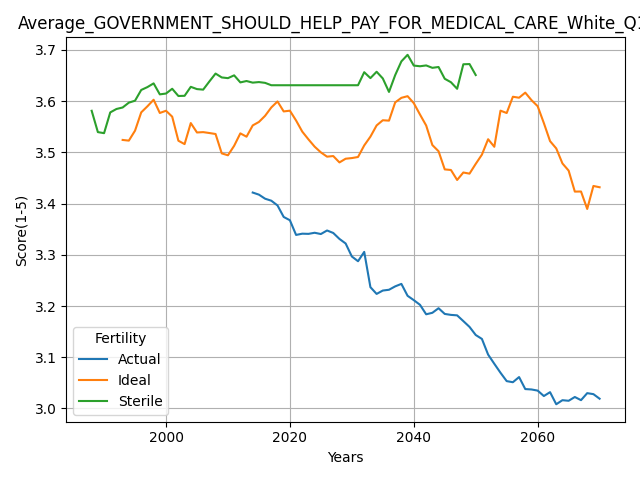 Average_GOVERNMENT_SHOULD_HELP_PAY_FOR_MEDICAL_CARE_White_Q1
3.7
3.6
3.5
3.4
3.3
3.2
3.1
3.0
Score(1-5)
Fertility
Actual
Ideal
Sterile
2000
2020
2040
2060
Years